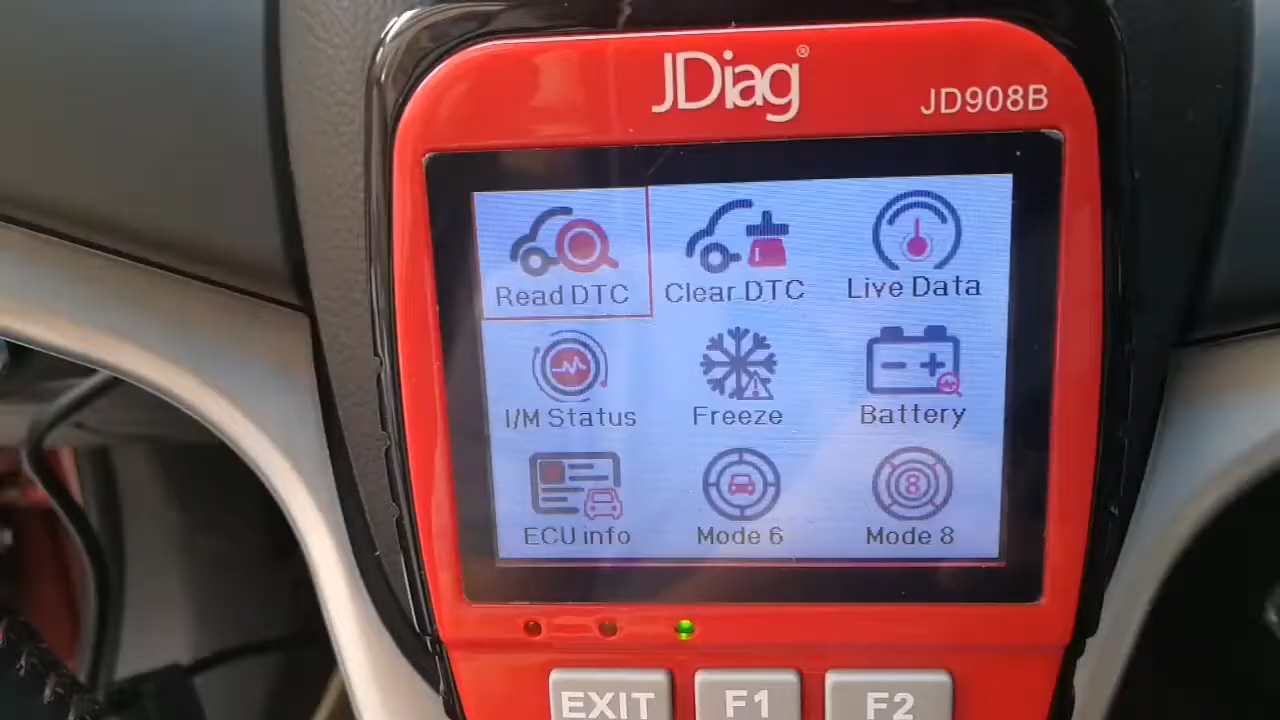 JDiag®
JD908B
Read DTC
Clear DTC
Live Data
I/M Status
Freeze
Battery
ECU info
8
Mode 6
Mode 8
EXIT
F1
F2